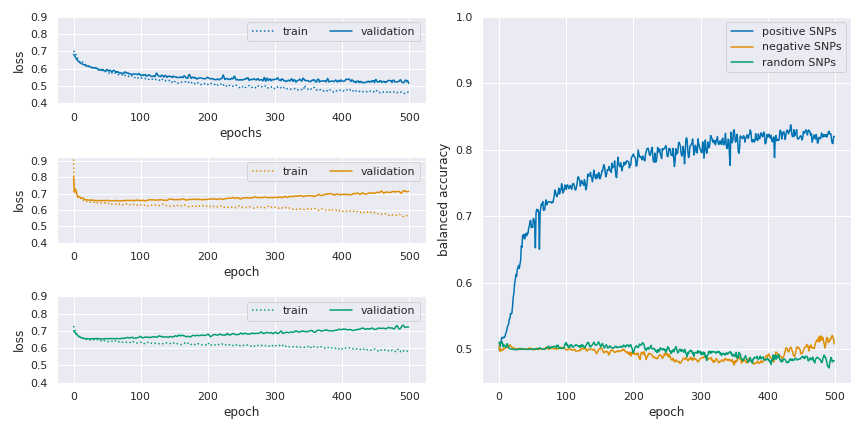 0.9
0.8
0.7
0.6
0.5
0.4
loss
train validation
0 100 200 300 400 500
epochs
0.9
0.8
0.7
0.6
0.5
0.4
loss
train validation
0 100 200 300 400 500
epoch
0.9
0.8
0.7
0.6
0.5
0.4
loss
train validation
0 100 200 300 400 500
epoch
1.0
0.9
0.8
0.7
0.6
0.5
balanced accuracy
positive SNPs
negative SNPs
random SNPs
0 100 200 300 400 500
epoch